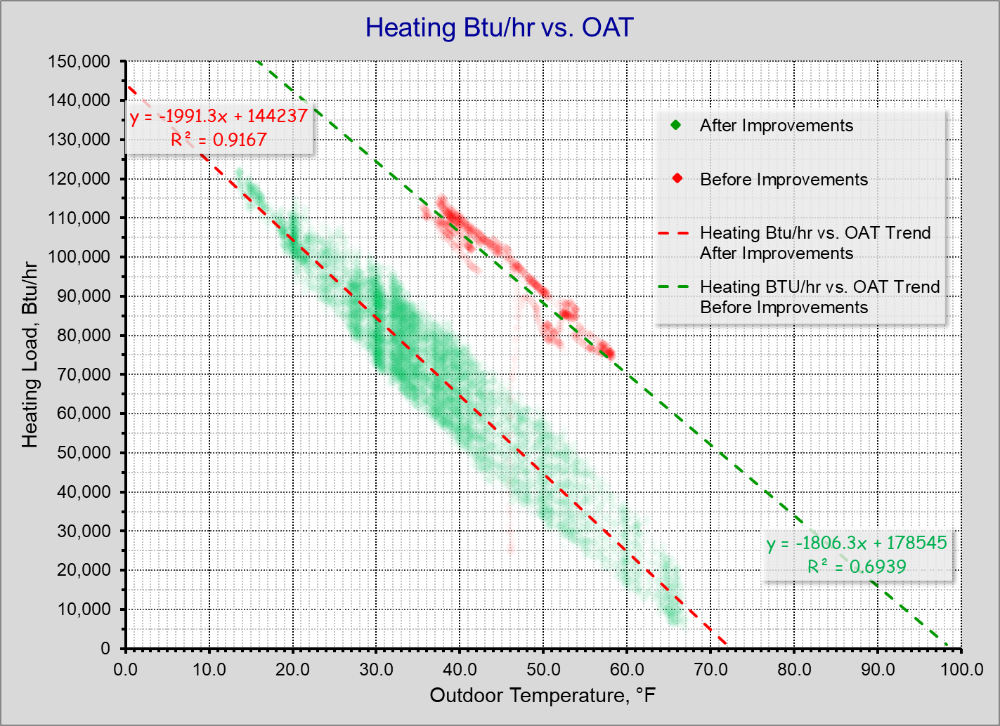 Heating Btu/hr vs. OAT
150,000
140,000
130,000
120,000
110,000
100,000
90,000
80,000
70,000
60,000
50,000
40,000
30,000
20,000
10,000
0
Heating Load, Btu/hr
y = -1991.3x + 144237
R² = 0.9167
After Improvements
Before Improvements
Heating Btu/hr vs. OAT Trend
After Improvements
Heating BTU/hr vs. OAT Trend
Before Improvements
y = -1806.3x + 178545
R² = 0.6939
0.0 10.0 20.0 30.0 40.0 50.0 60.0 70.0 80.0 90.0 100.0
Outdoor Temperature, °F